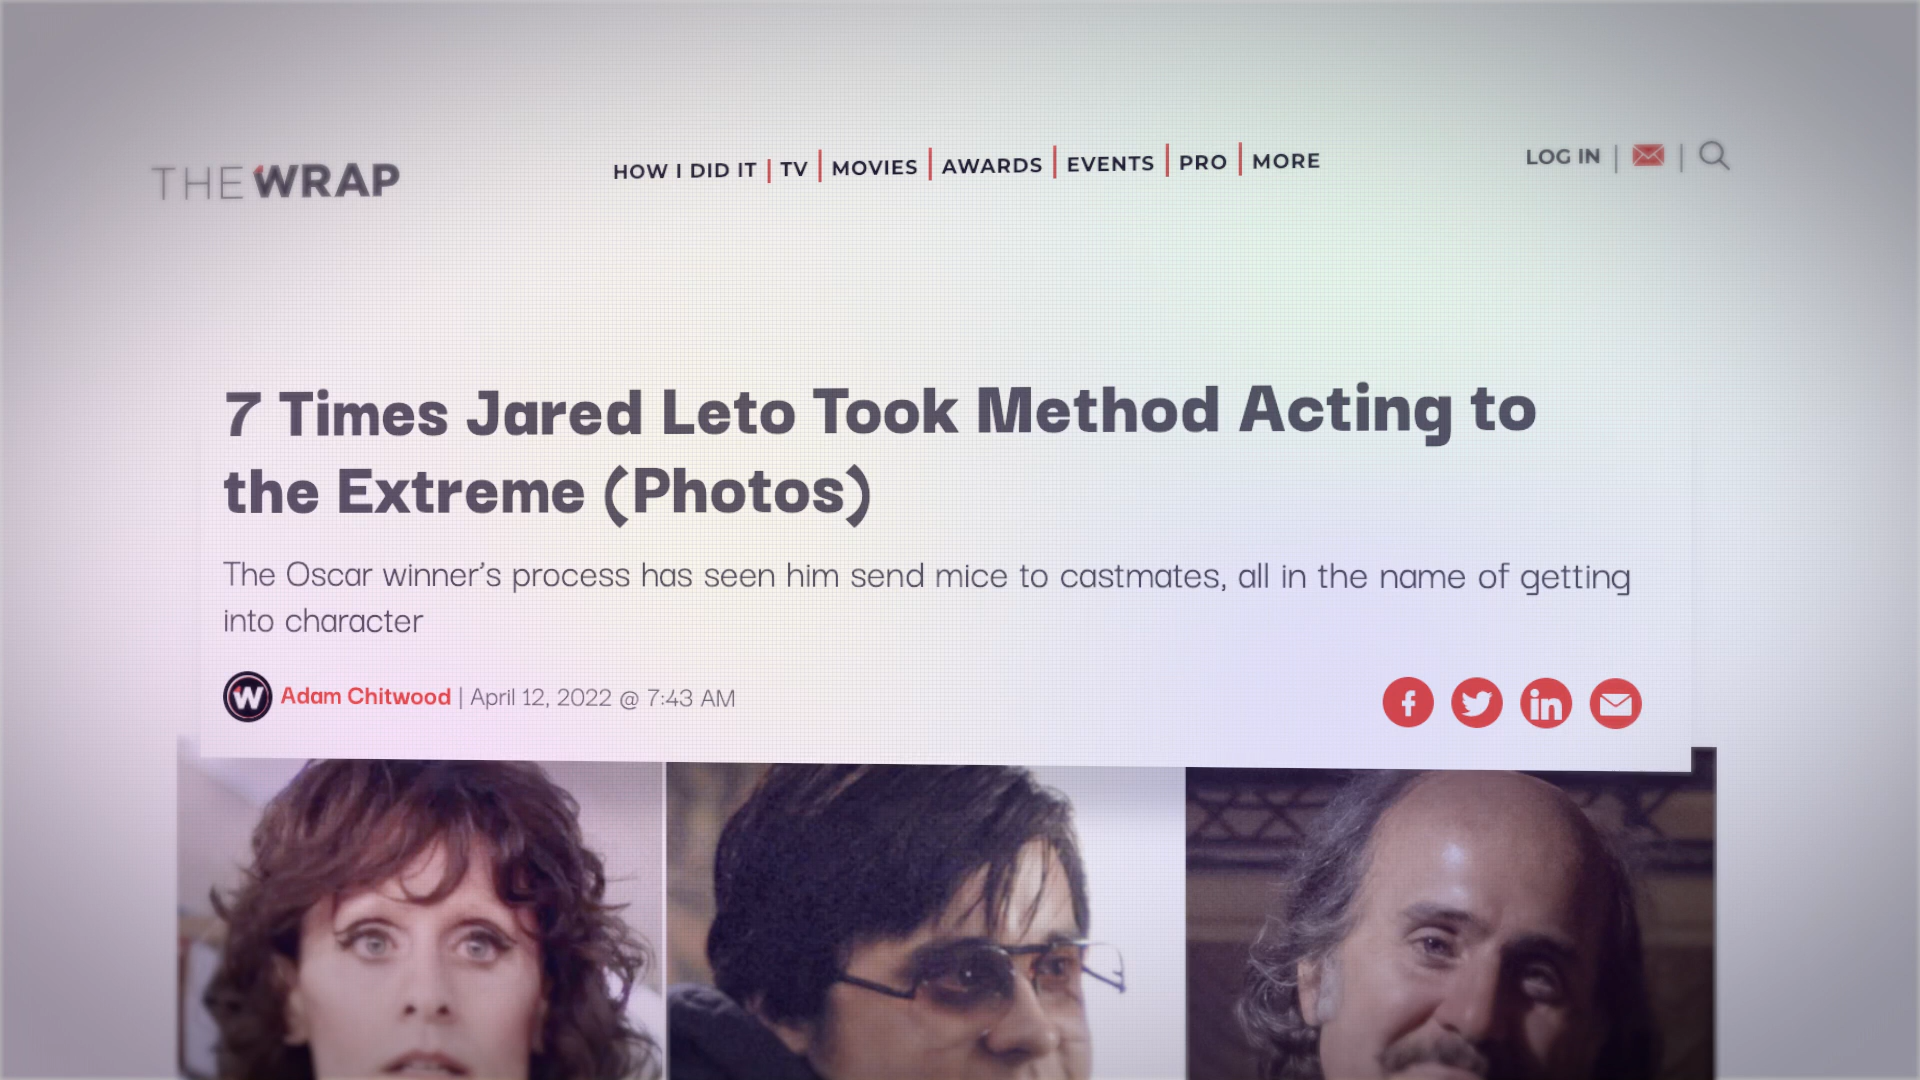 THE WRAP
HOW I DID IT | TV | MOVIES | AWARDS | EVENTS | PRO | MORE
LOG IN
7 Times Jared Leto Took Method Acting to
the Extreme (Photos)
The Oscar winner's process has seen him send mice to castmates, all in the name of getting
into character
W Adam Chitwood | April 12, 2022 @ 7:43 AM
f in